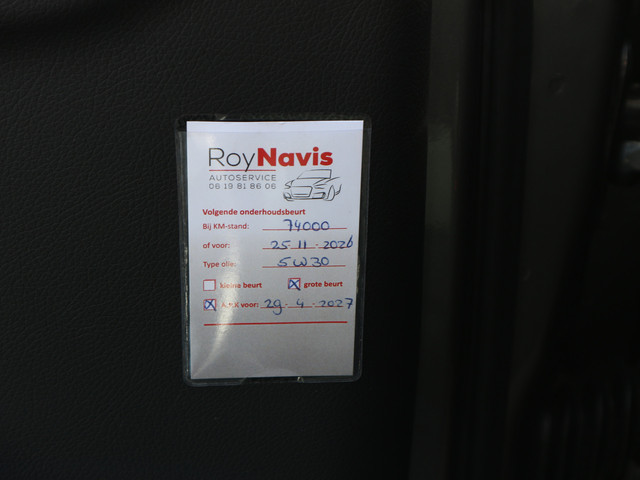 RoyNavis
AUTOSERVICE
06 19 81 86 06
Volgende onderhoudsbeurt
Bij KM-stand: 74000
of voor: 25-11-2026
Type olie: 5W30
kleine beurt grote beurt
A.P.K voor: 29-4-2027